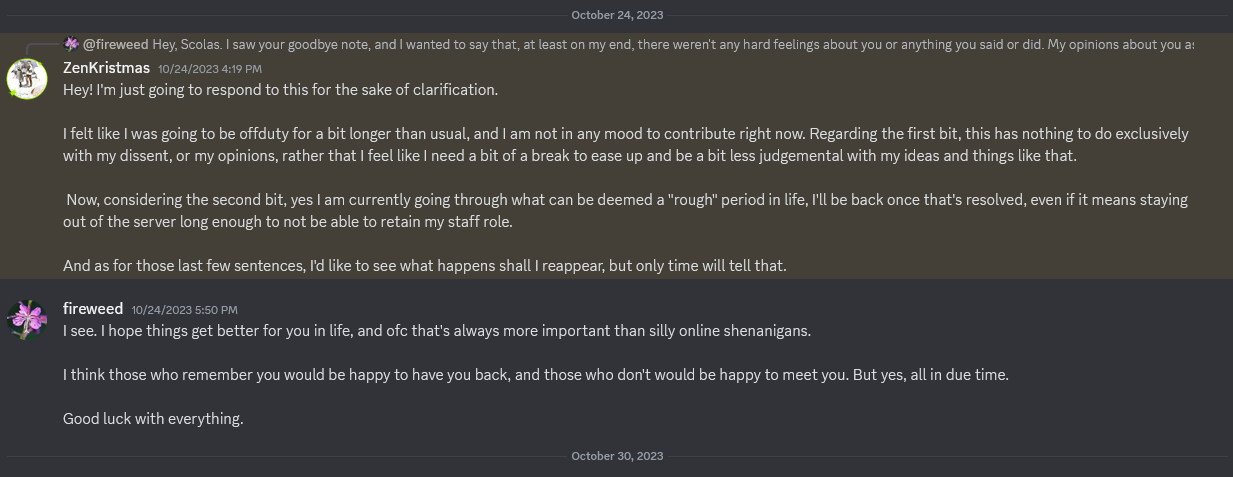 October 24, 2023
@fireweed Hey, Scolas. I saw your goodbye note, and I wanted to say that, at least on my end, there weren't any hard feelings about you or anything you said or did. My opinions about you as
ZenKristmas 10/24/2023 4:19 PM
Hey! I'm just going to respond to this for the sake of clarification.
I felt like I was going to be offduty for a bit longer than usual, and I am not in any mood to contribute right now. Regarding the first bit, this has nothing to do exclusively
with my dissent, or my opinions, rather that I feel like I need a bit of a break to ease up and be a bit less judgemental with my ideas and things like that.
Now, considering the second bit, yes I am currently going through what can be deemed a "rough" period in life, I'll be back once that's resolved, even if it means staying
out of the server long enough to not be able to retain my staff role.
And as for those last few sentences, I'd like to see what happens shall I reappear, but only time will tell that.
fireweed 10/24/2023 5:50 PM
I see. I hope things get better for you in life, and ofc that's always more important than silly online shenanigans.
I think those who remember you would be happy to have you back, and those who don't would be happy to meet you. But yes, all in due time.
Good luck with everything.
October 30, 2023